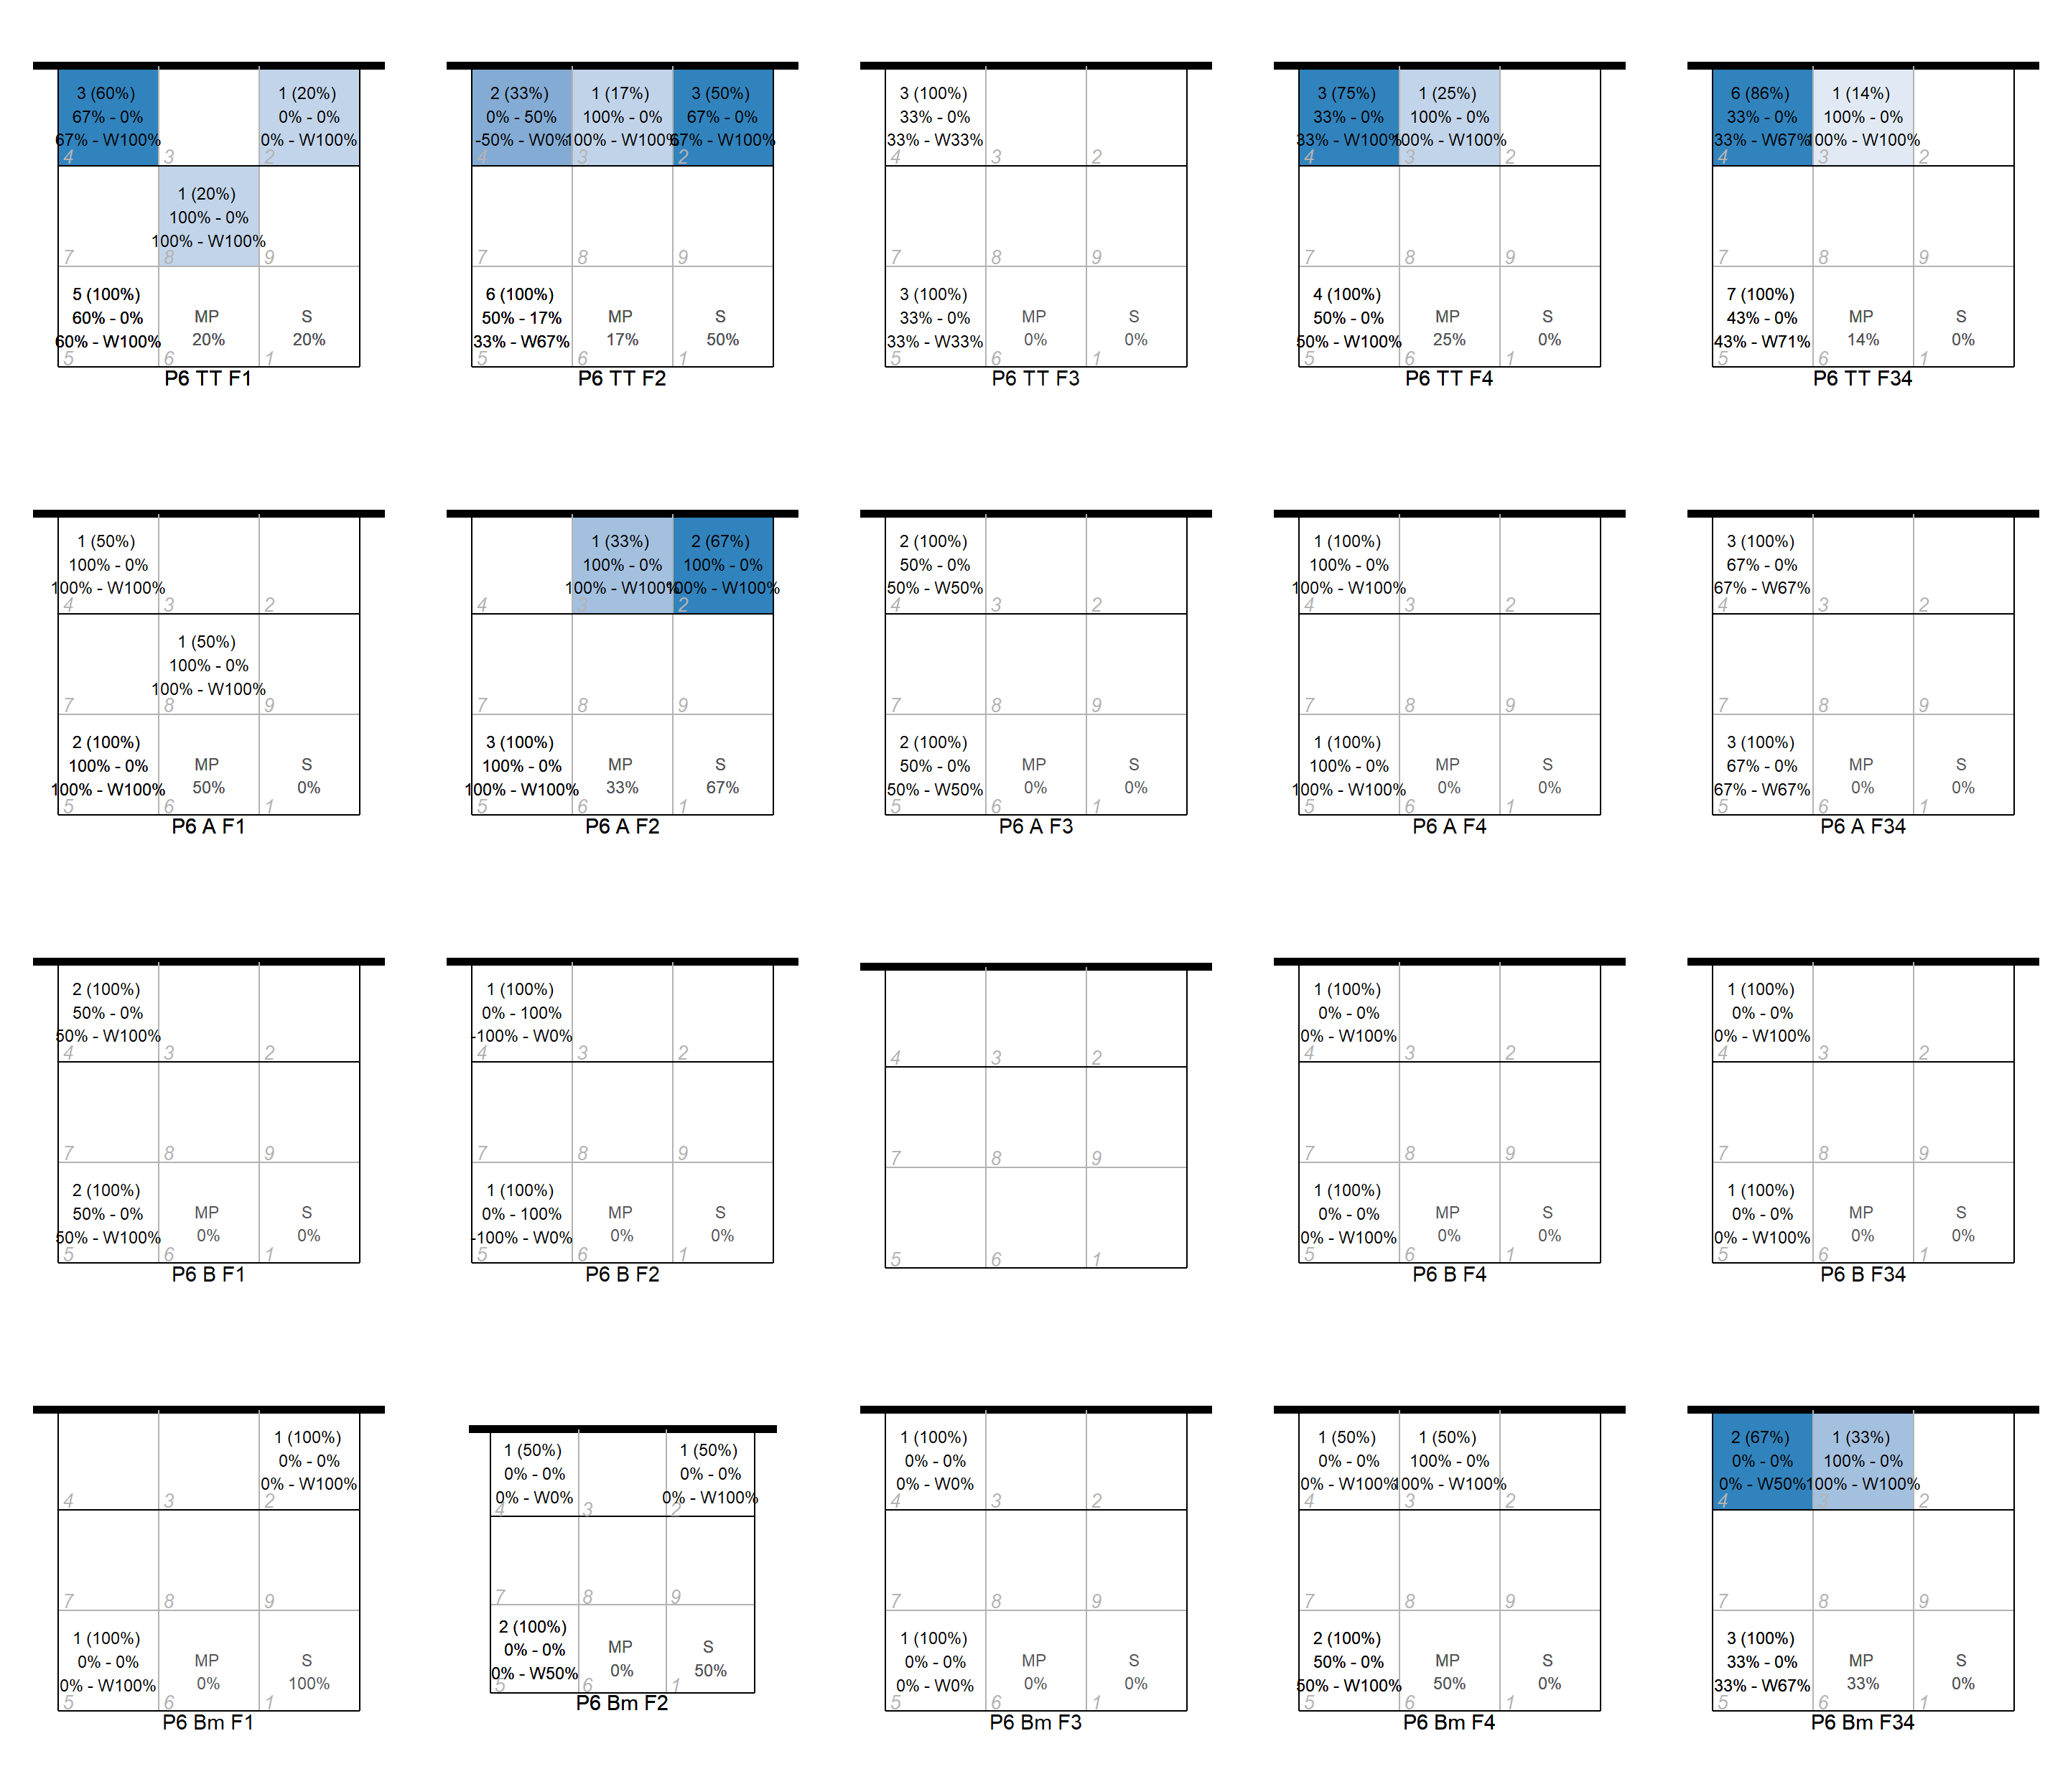 3 (60%)
67% - 0%
67% - W100%
4
3
1 (20%)
0% - 0%
0% - W100%
2
7
1 (20%)
100% - 0%
100% - W100%
8
9
5 (100%)
60% - 0%
60% - W100%
5
MP
20%
6
S
20%
1
P6 TT F1
2 (33%)
0% - 50%
-50% - W0%
4
1 (17%)
100% - 0%
100% - W100%
3
3 (50%)
67% - 0%
67% - W100%
2
7
8
9
6 (100%)
50% - 17%
33% - W67%
5
MP
17%
6
S
50%
1
P6 TT F2
3 (100%)
33% - 0%
33% - W33%
4
3
2
7
8
9
3 (100%)
33% - 0%
33% - W33%
5
MP
0%
6
S
0%
1
P6 TT F3
3 (75%)
33% - 0%
33% - W100%
4
1 (25%)
100% - 0%
100% - W100%
3
2
7
8
9
4 (100%)
50% - 0%
50% - W100%
5
MP
25%
6
S
0%
1
P6 TT F4
6 (86%)
33% - 0%
33% - W67%
4
1 (14%)
100% - 0%
100% - W100%
3
2
7
8
9
7 (100%)
43% - 0%
43% - W71%
5
MP
14%
6
S
0%
1
P6 TT F34
1 (50%)
100% - 0%
100% - W100%
4
3
2
7
1 (50%)
100% - 0%
100% - W100%
8
9
2 (100%)
100% - 0%
100% - W100%
5
MP
50%
6
S
0%
1
P6 A F1
4
1 (33%)
100% - 0%
100% - W100%
3
2 (67%)
100% - 0%
100% - W100%
2
7
8
9
3 (100%)
100% - 0%
100% - W100%
5
MP
33%
6
S
67%
1
P6 A F2
2 (100%)
50% - 0%
50% - W50%
4
3
2
7
8
9
2 (100%)
50% - 0%
50% - W50%
5
MP
0%
6
S
0%
1
P6 A F3
1 (100%)
100% - 0%
100% - W100%
4
3
2
7
8
9
1 (100%)
100% - 0%
100% - W100%
5
MP
0%
6
S
0%
1
P6 A F4
3 (100%)
67% - 0%
67% - W67%
4
3
2
7
8
9
3 (100%)
67% - 0%
67% - W67%
5
MP
0%
6
S
0%
1
P6 A F34
2 (100%)
50% - 0%
50% - W100%
4
3
2
7
8
9
2 (100%)
50% - 0%
50% - W100%
5
MP
0%
6
S
0%
1
P6 B F1
1 (100%)
0% - 100%
-100% - W0%
4
3
2
7
8
9
1 (100%)
0% - 100%
-100% - W0%
5
MP
0%
6
S
0%
1
P6 B F2
4
3
2
7
8
9
5
6
1
1 (100%)
0% - 0%
0% - W100%
4
3
2
7
8
9
1 (100%)
0% - 0%
0% - W100%
5
MP
0%
6
S
0%
1
P6 B F4
1 (100%)
0% - 0%
0% - W100%
4
3
2
7
8
9
1 (100%)
0% - 0%
0% - W100%
5
MP
0%
6
S
0%
1
P6 B F34
4
3
1 (100%)
0% - 0%
0% - W100%
2
7
8
9
1 (100%)
0% - 0%
0% - W100%
5
MP
0%
6
S
100%
1
P6 Bm F1
1 (50%)
0% - 0%
0% - W0%
4
3
1 (50%)
0% - 0%
0% - W100%
2
7
8
9
2 (100%)
0% - 0%
0% - W50%
5
MP
0%
6
S
50%
1
P6 Bm F2
1 (100%)
0% - 0%
0% - W0%
4
3
2
7
8
9
1 (100%)
0% - 0%
0% - W0%
5
MP
0%
6
S
0%
1
P6 Bm F3
1 (50%)
0% - 0%
0% - W100%
4
1 (50%)
100% - 0%
100% - W100%
3
2
7
8
9
2 (100%)
50% - 0%
50% - W100%
5
MP
50%
6
S
0%
1
P6 Bm F4
2 (67%)
0% - 0%
0% - W50%
4
1 (33%)
100% - 0%
100% - W100%
3
2
7
8
9
3 (100%)
33% - 0%
33% - W67%
5
MP
33%
6
S
0%
1
P6 Bm F34